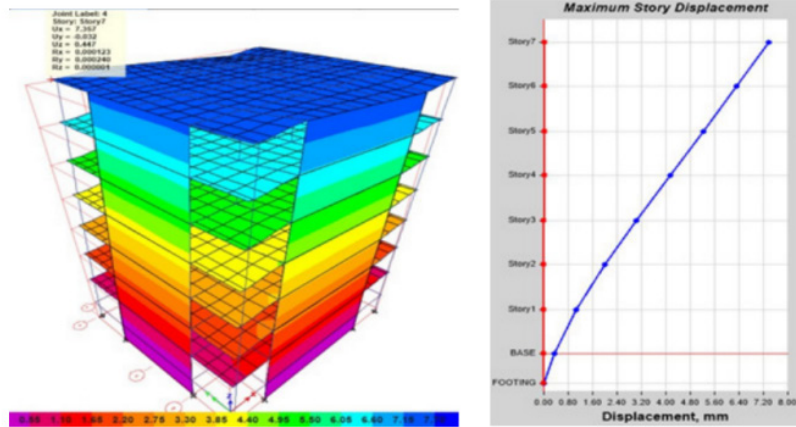 Joint Label: 4
Story: Story7
Ux = 7.357
Uy = -0.032
Uz = 0.447
Rx = 0.000123
Ry = 0.000240
Rz = 0.000001
0.55 1.10 1.65 2.20 2.75 3.30 3.85 4.40 4.95 5.50 6.05 6.60 7.15
Maximum Story Displacement
Story7
Story6
Story5
Story4
Story3
Story2
Story1
BASE
FOOTING
0.00 0.80 1.60 2.40 3.20 4.00 4.80 5.60 6.40 7.20 8.00
Displacement, mm